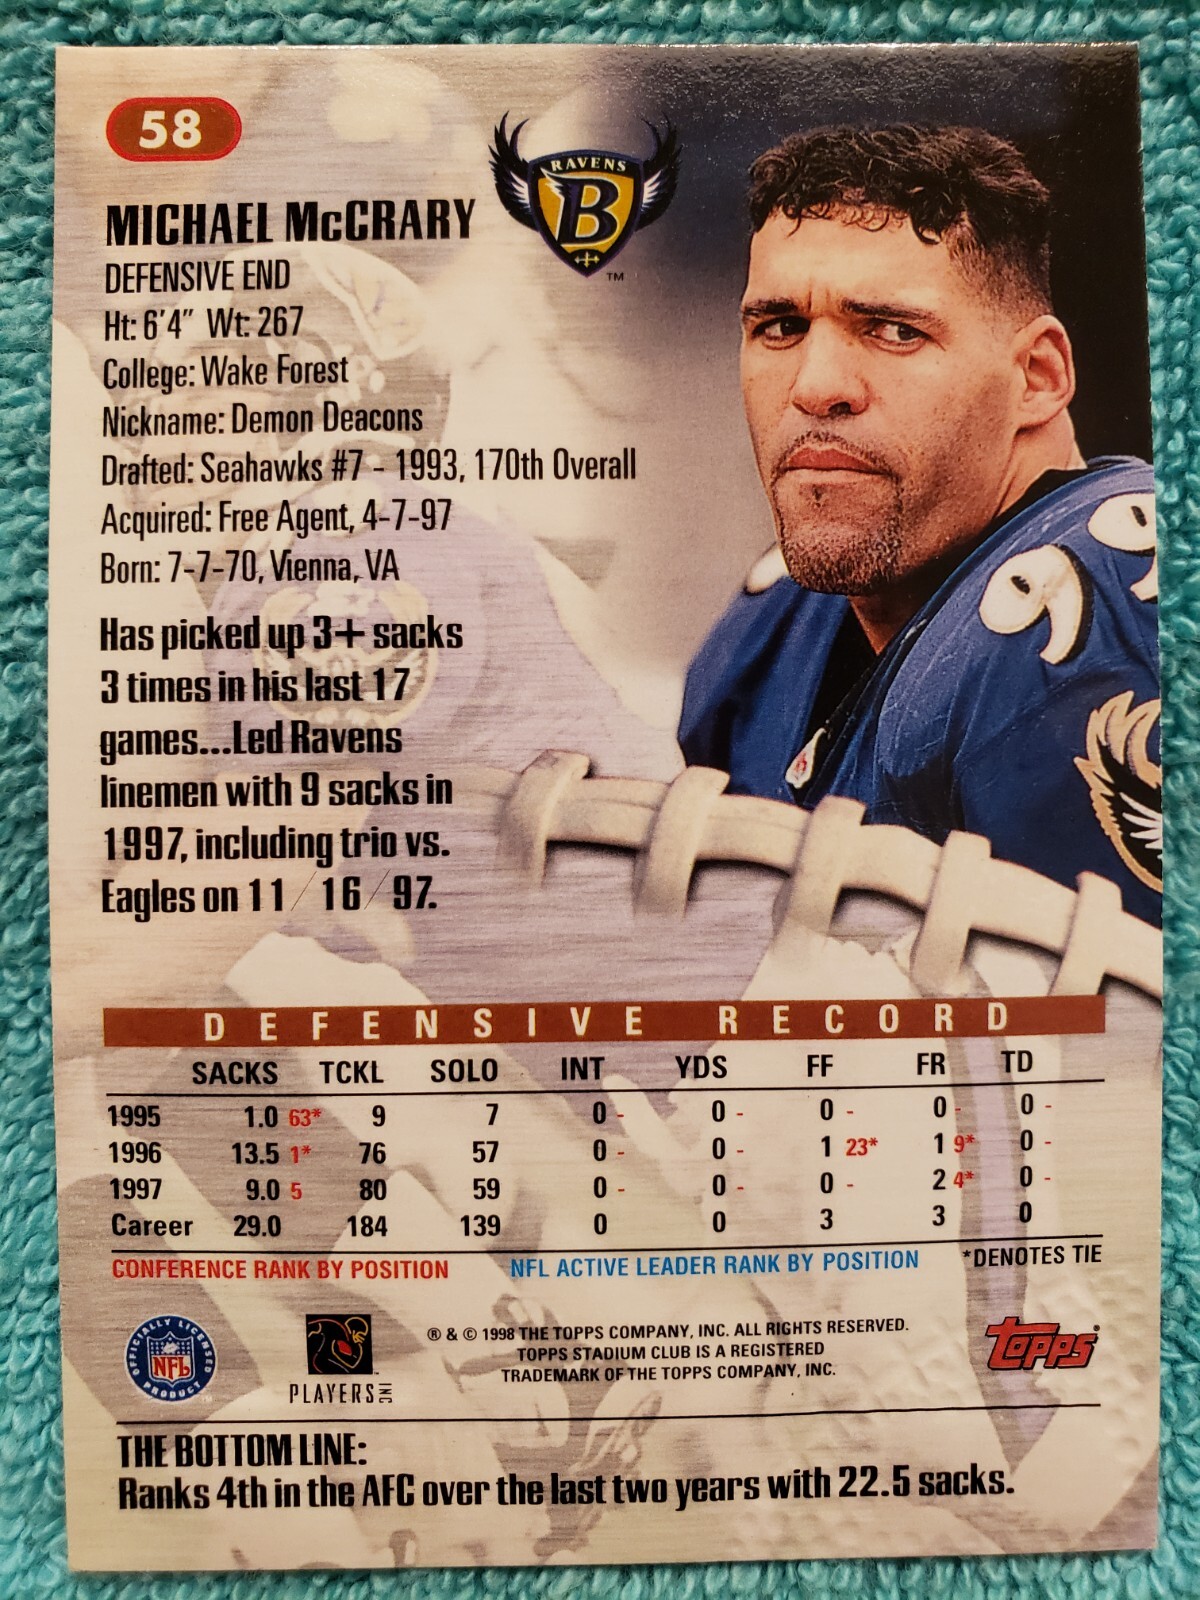 58
RAVENS
B
TM
MICHAEL McCRARY
DEFENSIVE END
Ht: 6'4" Wt: 267
College: Wake Forest
Nickname: Demon Deacons
Drafted: Seahawks #7 - 1993, 170th Overall
Acquired: Free Agent, 4-7-97
Born: 7-7-70, Vienna, VA
Has picked up 3+ sacks
3 times in his last 17
games...Led Ravens
linemen with 9 sacks in
1997, including trio vs.
Eagles on 11/16/97.
99
DEFENSIVE RECORD
SACKS TCKL SOLO INT YDS FF FR TD
1995 1.0 63* 9 7 0 - 0 - 0 - 0 - 0 -
1996 13.5 1* 76 57 0 - 0 - 1 23* 1 9* 0 -
1997 9.0 5 80 59 0 - 0 - 0 - 2 4* 0 -
Career 29.0 184 139 0 0 3 3 0
CONFERENCE RANK BY POSITION NFL ACTIVE LEADER RANK BY POSITION *DENOTES TIE
OFFICIALLY LICENSED
NFL
PRODUCT
PLAYERS INC
® & © 1998 THE TOPPS COMPANY, INC. ALL RIGHTS RESERVED.
TOPPS STADIUM CLUB IS A REGISTERED
TRADEMARK OF THE TOPPS COMPANY, INC.
Topps®
THE BOTTOM LINE:
Ranks 4th in the AFC over the last two years with 22.5 sacks.